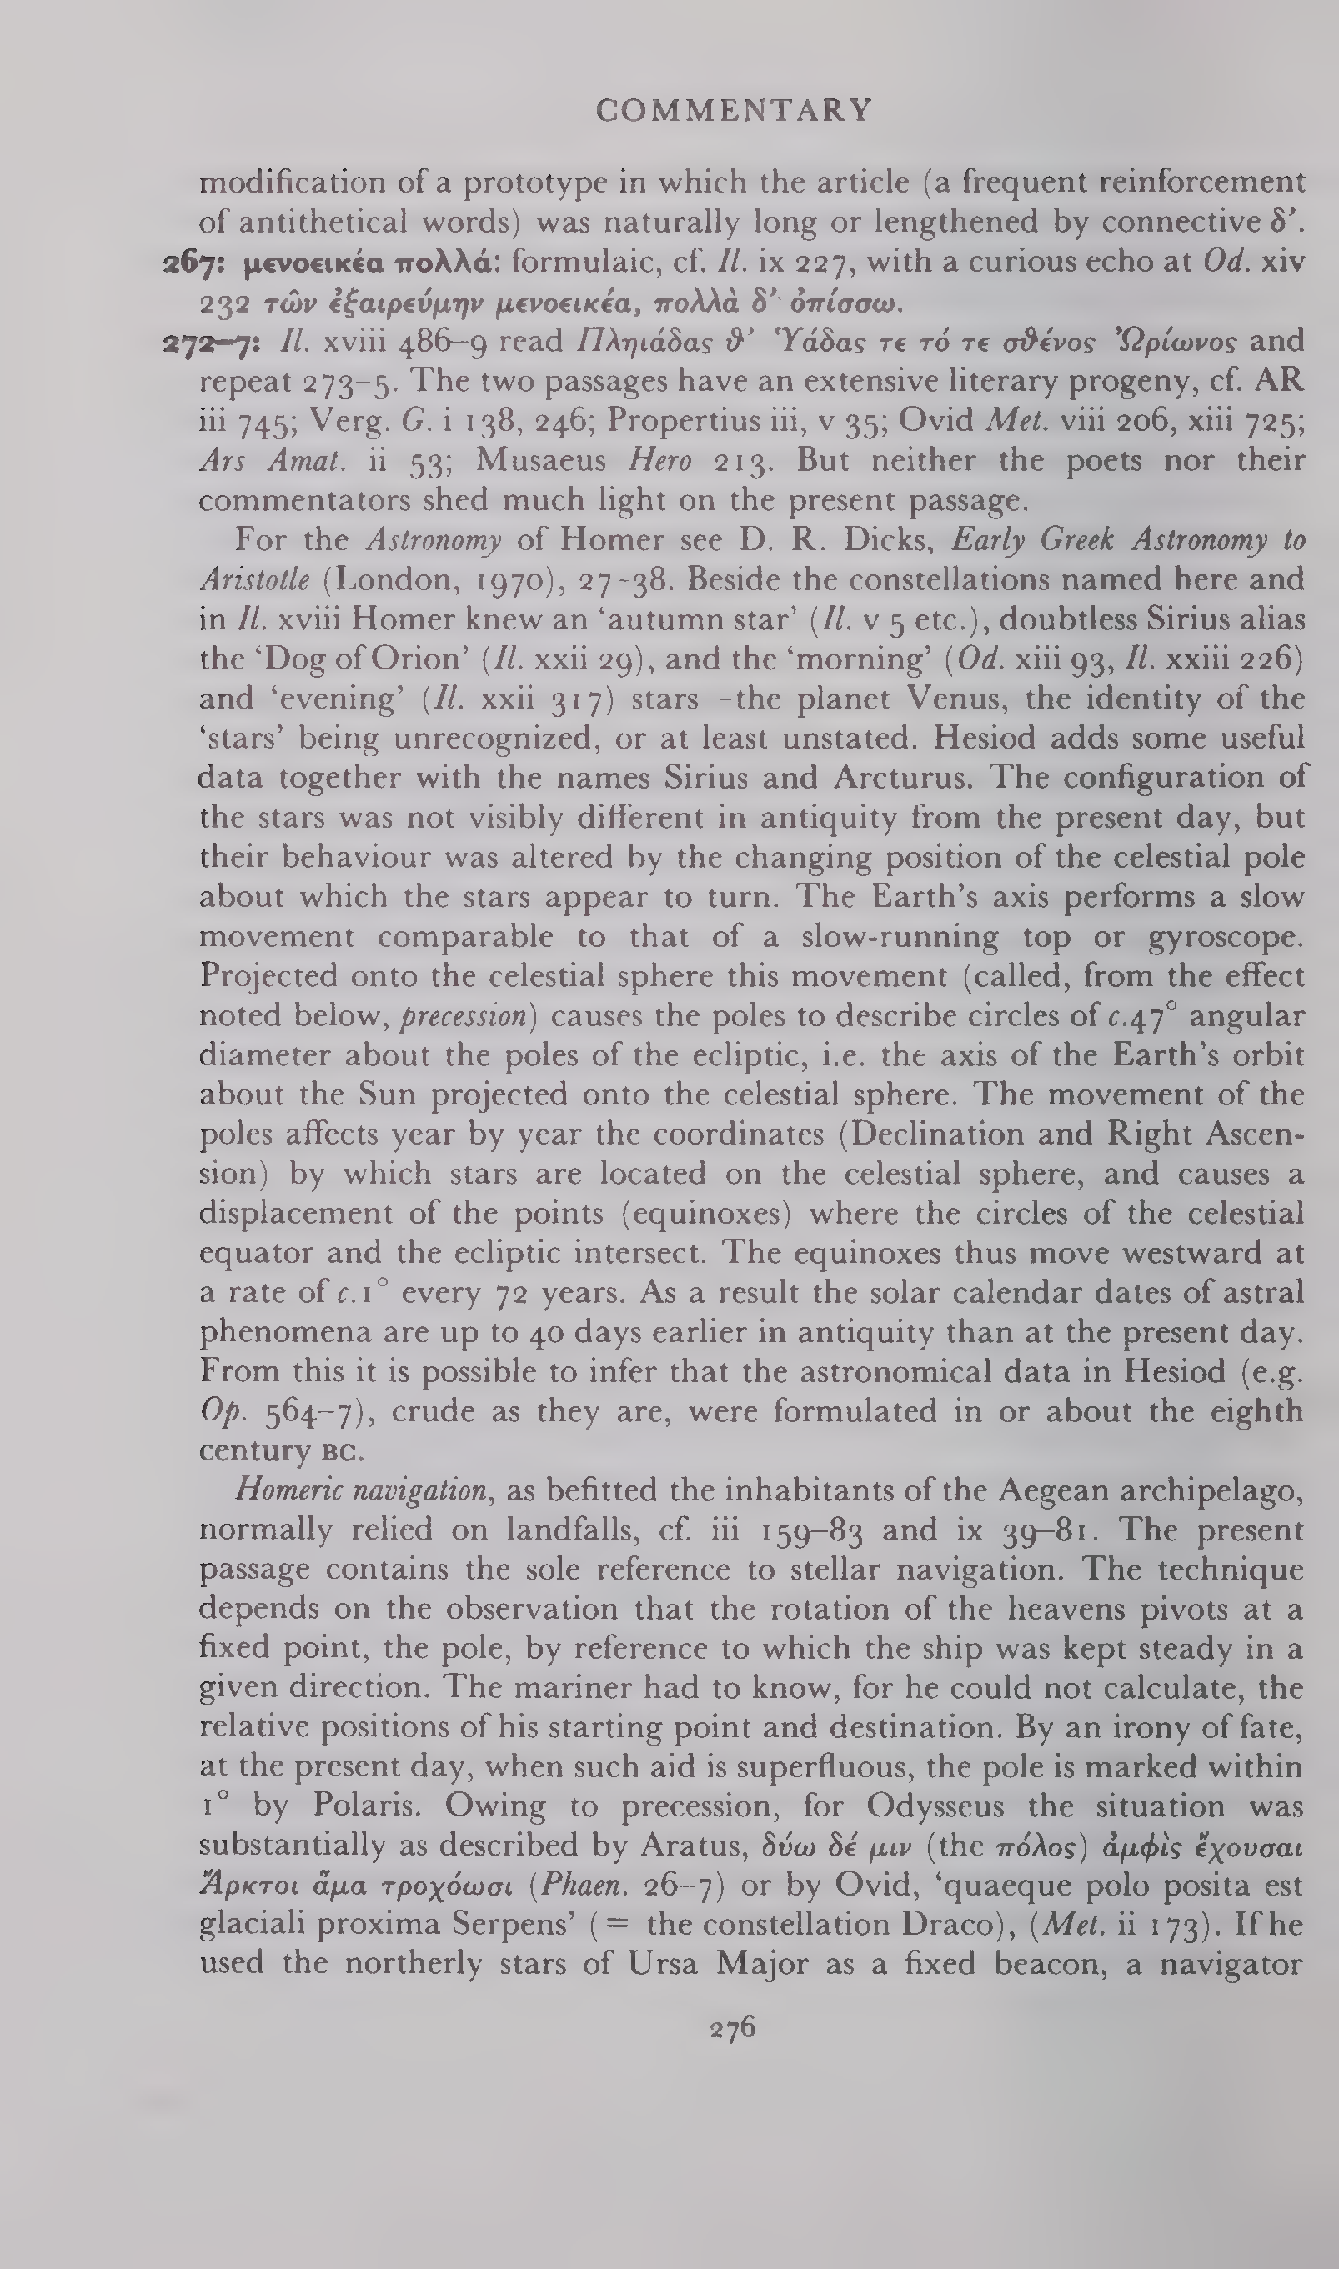 COMMENTARY
modification of a prototype in which the article (a frequent reinforcement
of antithetical words) was naturally long or lengthened by connective δ’.
267: μενοεικέα πολλά: formulaic, cf. Il. ix 227, with a curious echo at Od. xiv
232 τῶν ἐξαιρεύμην μενοεικέα, πολλὰ δ’ ὀπίσσω.
272–7: Il. xviii 486–9 read Πληιάδας ϑ’ Ὑάδας τε τό τε σϑένος Ὠρίωνος and
repeat 273–5. The two passages have an extensive literary progeny, cf. AR
iii 745; Verg. G. i 138, 246; Propertius iii, v 35; Ovid Met. viii 206, xiii 725;
Ars Amat. ii 53; Musaeus Hero 213. But neither the poets nor their
commentators shed much light on the present passage.
For the Astronomy of Homer see D. R. Dicks, Early Greek Astronomy to
Aristotle (London, 1970), 27–38. Beside the constellations named here and
in Il. xviii Homer knew an ‘autumn star’ (Il. v 5 etc.), doubtless Sirius alias
the ‘Dog of Orion’ (Il. xxii 29), and the ‘morning’ (Od. xiii 93, Il. xxiii 226)
and ‘evening’ (Il. xxii 317) stars –the planet Venus, the identity of the
‘stars’ being unrecognized, or at least unstated. Hesiod adds some useful
data together with the names Sirius and Arcturus. The configuration of
the stars was not visibly different in antiquity from the present day, but
their behaviour was altered by the changing position of the celestial pole
about which the stars appear to turn. The Earth’s axis performs a slow
movement comparable to that of a slow-running top or gyroscope.
Projected onto the celestial sphere this movement (called, from the effect
noted below, precession) causes the poles to describe circles of c.47° angular
diameter about the poles of the ecliptic, i.e. the axis of the Earth’s orbit
about the Sun projected onto the celestial sphere. The movement of the
poles affects year by year the coordinates (Declination and Right Ascen-
sion) by which stars are located on the celestial sphere, and causes a
displacement of the points (equinoxes) where the circles of the celestial
equator and the ecliptic intersect. The equinoxes thus move westward at
a rate of c.1° every 72 years. As a result the solar calendar dates of astral
phenomena are up to 40 days earlier in antiquity than at the present day.
From this it is possible to infer that the astronomical data in Hesiod (e.g.
Op. 564–7), crude as they are, were formulated in or about the eighth
century BC.
Homeric navigation, as befitted the inhabitants of the Aegean archipelago,
normally relied on landfalls, cf. iii 159–83 and ix 39–81. The present
passage contains the sole reference to stellar navigation. The technique
depends on the observation that the rotation of the heavens pivots at a
fixed point, the pole, by reference to which the ship was kept steady in a
given direction. The mariner had to know, for he could not calculate, the
relative positions of his starting point and destination. By an irony of fate,
at the present day, when such aid is superfluous, the pole is marked within
1° by Polaris. Owing to precession, for Odysseus the situation was
substantially as described by Aratus, δύω δέ μιν (the πόλος) ἀμφὶς ἔχουσαι
Ἄρκτοι ἅμα τροχόωσι (Phaen. 26–7) or by Ovid, ‘quaeque polo posita est
glaciali proxima Serpens’ (= the constellation Draco), (Met. ii 173). If he
used the northerly stars of Ursa Major as a fixed beacon, a navigator
276